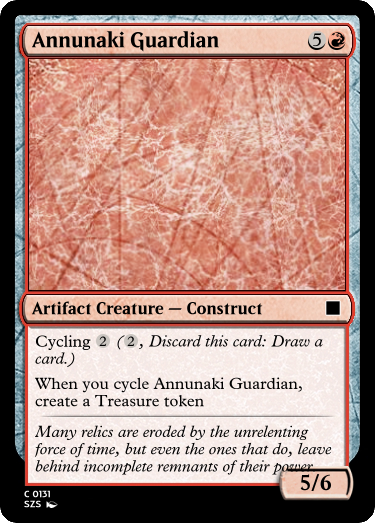 Annunaki Guardian 5
Artifact Creature — Construct
Cycling 2 (2, Discard this card: Draw a
card.)
When you cycle Annunaki Guardian,
create a Treasure token
Many relics are eroded by the unrelenting
force of time, but even the ones that do, leave
behind incomplete remnants of their power.
5/6
C 0131
SZS